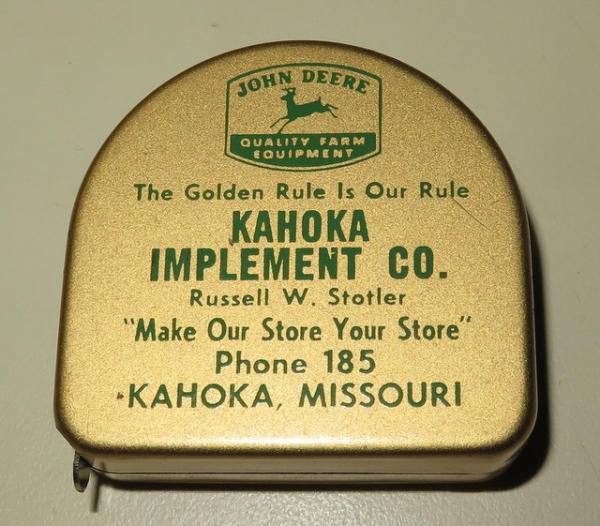 JOHN DEERE
QUALITY FARM
EQUIPMENT
The Golden Rule Is Our Rule
KAHOKA
IMPLEMENT CO.
Russell W. Stotler
"Make Our Store Your Store"
Phone 185
KAHOKA, MISSOURI